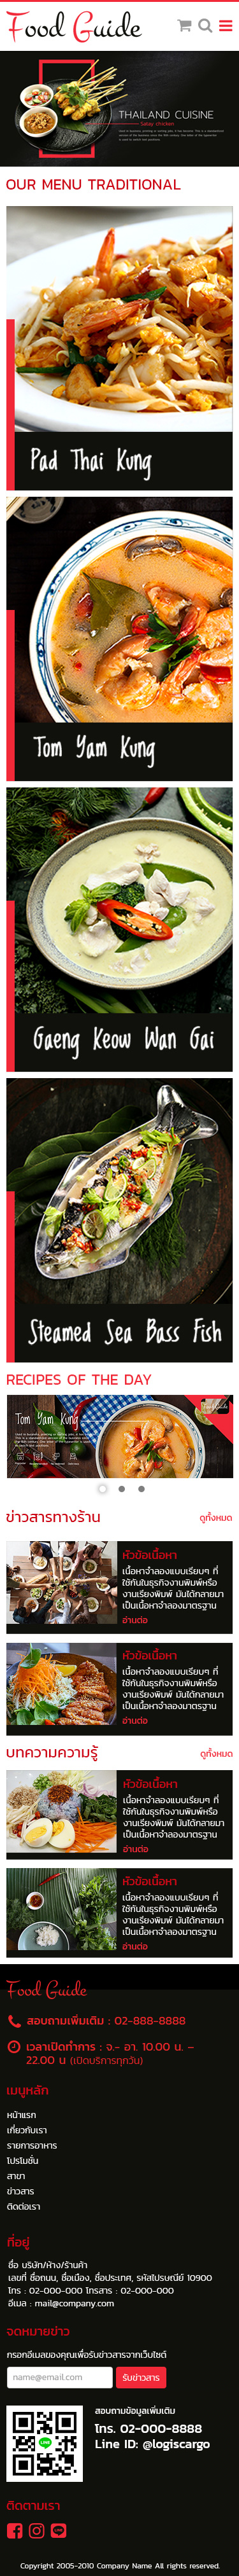 Food Guide
THAILAND CUISINE
Satay chicken
OUR MENU TRADITIONAL
Pad Thai Kung
Tom Yam Kung
Gaeng Keow Wan Gai
Steamed Sea Bass Fish
RECIPES OF THE DAY
Tom Yam Kung
Food Guide
ข่าวสารทางร้าน
ดูทั้งหมด
หัวข้อเนื้อหา
เนื้อหาจำลองแบบเรียบๆ ที่
ใช้กันในธุรกิจงานพิมพ์หรือ
งานเรียงพิมพ์ มันได้กลายมา
เป็นเนื้อหาจำลองมาตรฐาน
อ่านต่อ
หัวข้อเนื้อหา
เนื้อหาจำลองแบบเรียบๆ ที่
ใช้กันในธุรกิจงานพิมพ์หรือ
งานเรียงพิมพ์ มันได้กลายมา
เป็นเนื้อหาจำลองมาตรฐาน
อ่านต่อ
บทความความรู้
ดูทั้งหมด
หัวข้อเนื้อหา
เนื้อหาจำลองแบบเรียบๆ ที่
ใช้กันในธุรกิจงานพิมพ์หรือ
งานเรียงพิมพ์ มันได้กลายมา
เป็นเนื้อหาจำลองมาตรฐาน
อ่านต่อ
หัวข้อเนื้อหา
เนื้อหาจำลองแบบเรียบๆ ที่
ใช้กันในธุรกิจงานพิมพ์หรือ
งานเรียงพิมพ์ มันได้กลายมา
เป็นเนื้อหาจำลองมาตรฐาน
อ่านต่อ
Food Guide
สอบถามเพิ่มเติม : 02-888-8888
เวลาเปิดทำการ : จ.- อา. 10.00 น. –
22.00 น (เปิดบริการทุกวัน)
เมนูหลัก
หน้าแรก
เกี่ยวกับเรา
รายการอาหาร
โปรโมชั่น
สาขา
ข่าวสาร
ติดต่อเรา
ที่อยู่
ชื่อ บริษัท/ห้าง/ร้านค้า
เลขที่ ชื่อถนน, ชื่อเมือง, ชื่อประเทศ, รหัสไปรษณีย์ 10900
โทร : 02-000-000 โทรสาร : 02-000-000
อีเมล : mail@company.com
จดหมายข่าว
กรอกอีเมลของคุณเพื่อรับข่าวสารจากเว็บไซต์
name@email.com
รับข่าวสาร
สอบถามข้อมูลเพิ่มเติม
โทร. 02-000-8888
Line ID: @logiscargo
ติดตามเรา
Copyright 2005-2010 Company Name All rights reserved.